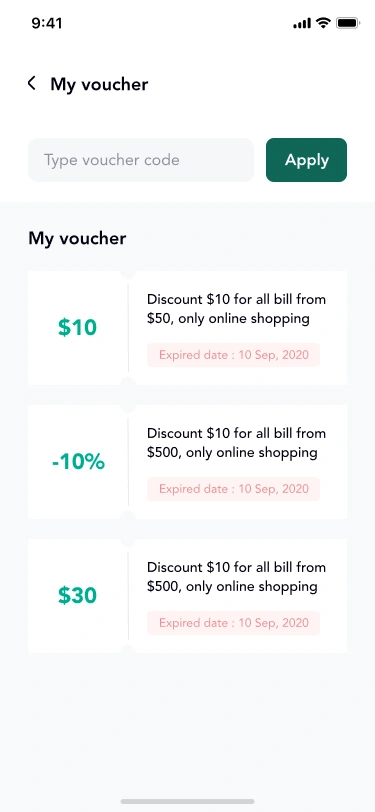 9:41
My voucher
Type voucher code
Apply
My voucher
$10
Discount $10 for all bill from
$50, only online shopping
Expired date : 10 Sep, 2020
-10%
Discount $10 for all bill from
$500, only online shopping
Expired date : 10 Sep, 2020
$30
Discount $10 for all bill from
$500, only online shopping
Expired date : 10 Sep, 2020